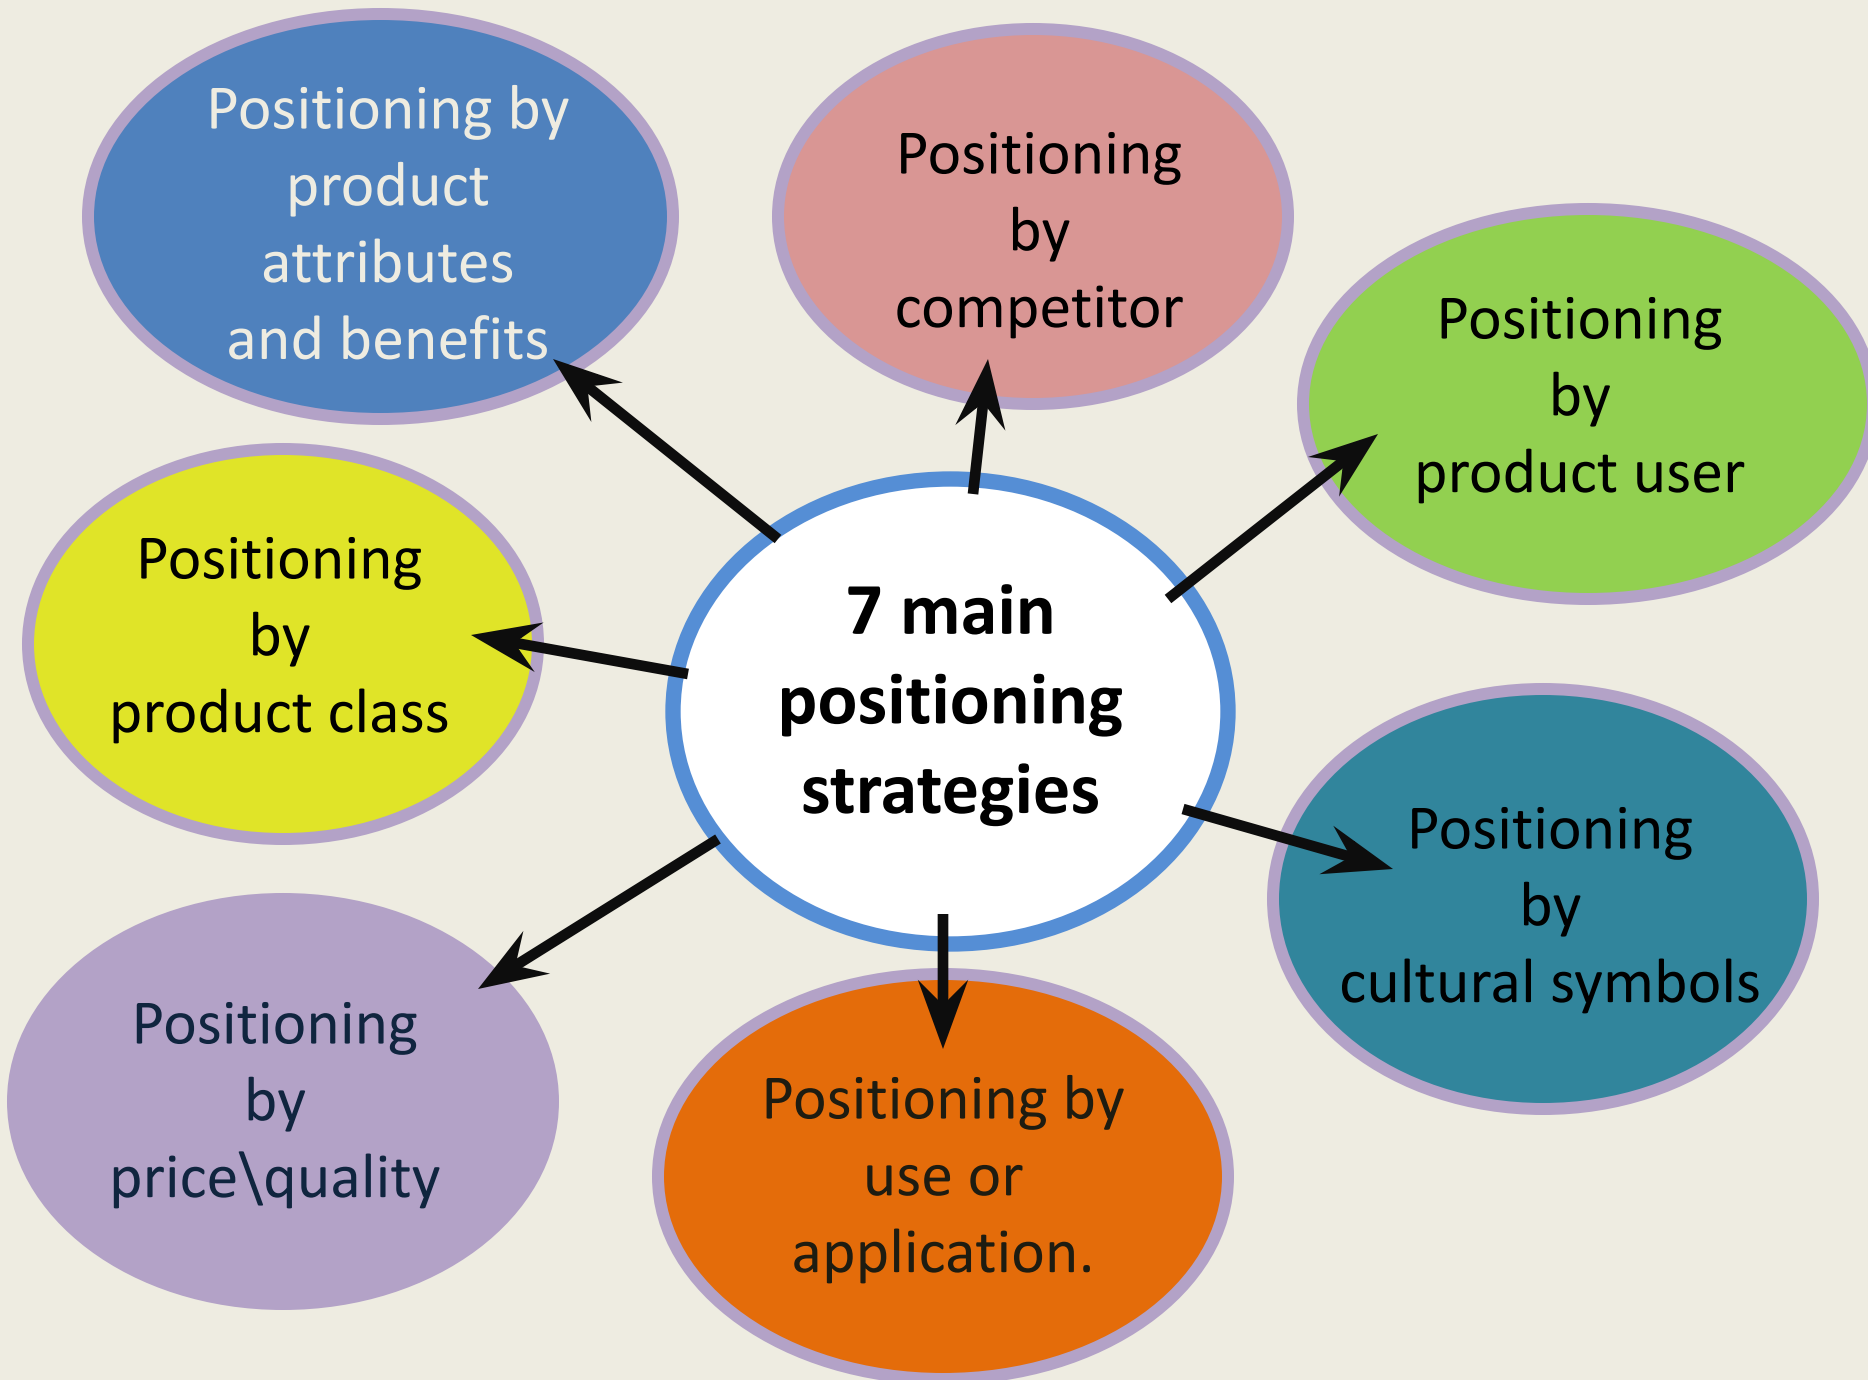 Positioning by
product
attributes
and benefits
Positioning
by
competitor
Positioning
by
product user
Positioning
by
product class
7 main
positioning
strategies
Positioning
by
cultural symbols
Positioning
by
price\quality
Positioning by
use or
application.